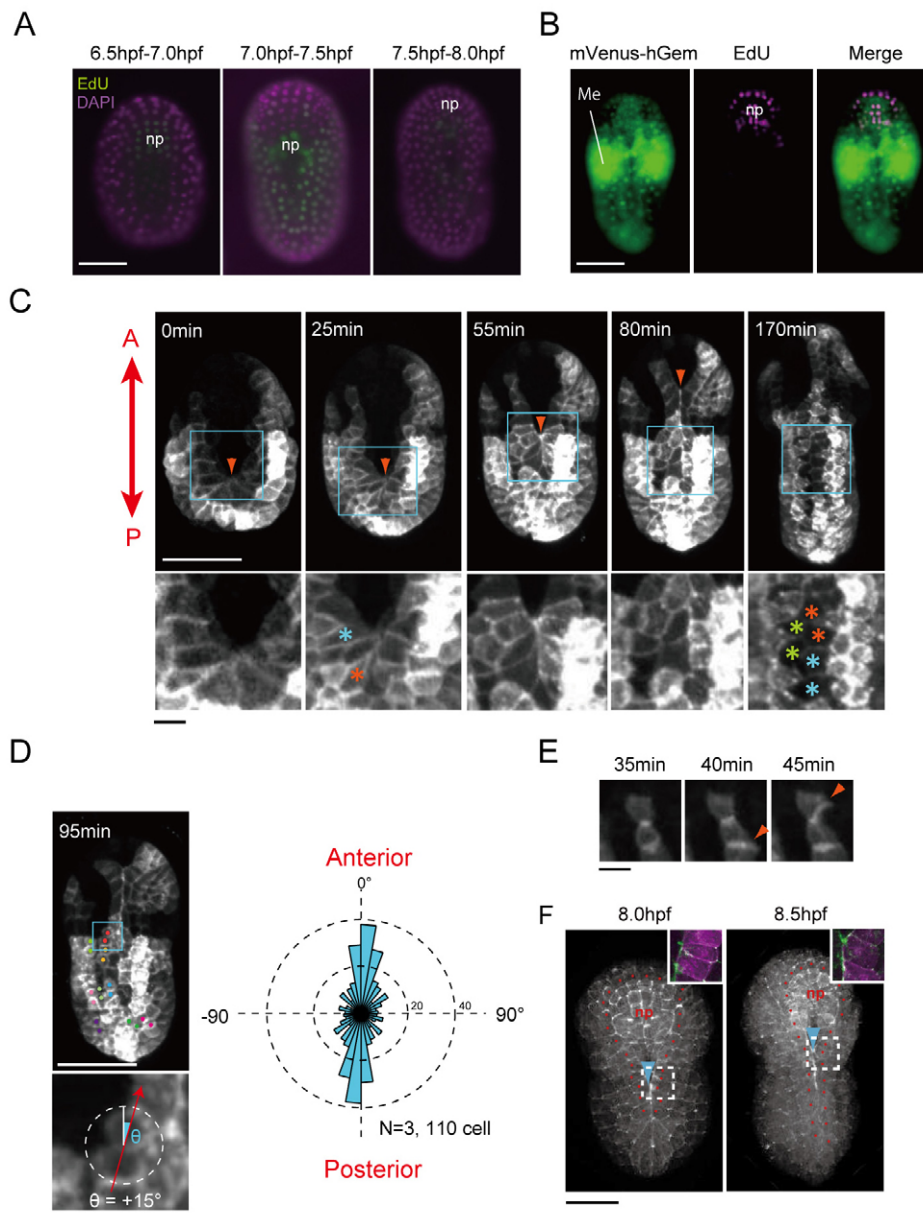 A
6.5hpf-7.0hpf 7.0hpf-7.5hpf 7.5hpf-8.0hpf
EdU
DAPI
np
np
np
B
mVenus-hGem EdU Merge
Me
np
C
A
P
0min 25min 55min 80min 170min
* * * * * * * *
D
95min
θ
θ = +15°
Anterior
0°
-90 90°
20 40
N=3, 110 cell
Posterior
E
35min 40min 45min
F
8.0hpf 8.5hpf
np np